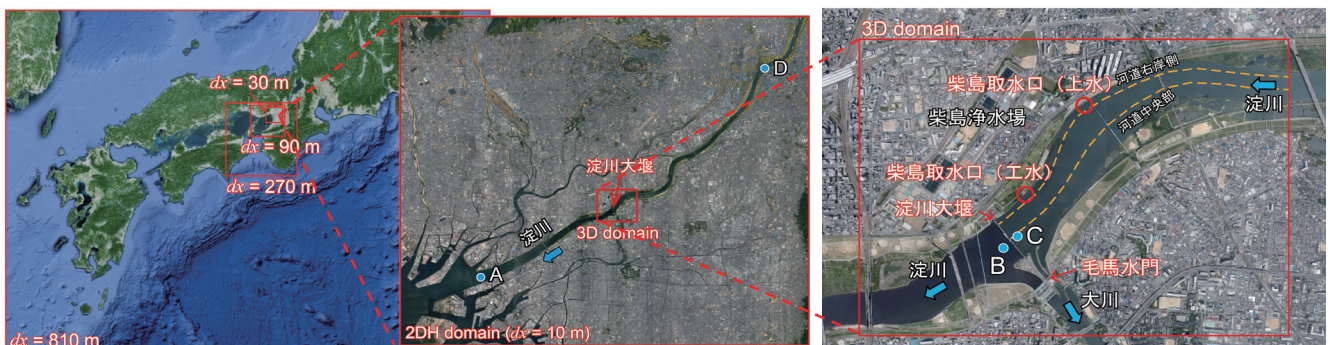 dx = 30 m
dx = 90 m
dx = 270 m
dx = 810 m
D
淀川大堰
3D domain
淀川
A
2DH domain (dx = 10 m)
3D domain
柴島取水口（上水）
河道右岸側
淀川
河道中央部
柴島浄水場
柴島取水口（工水）
淀川大堰
C
B
毛馬水門
淀川
大川